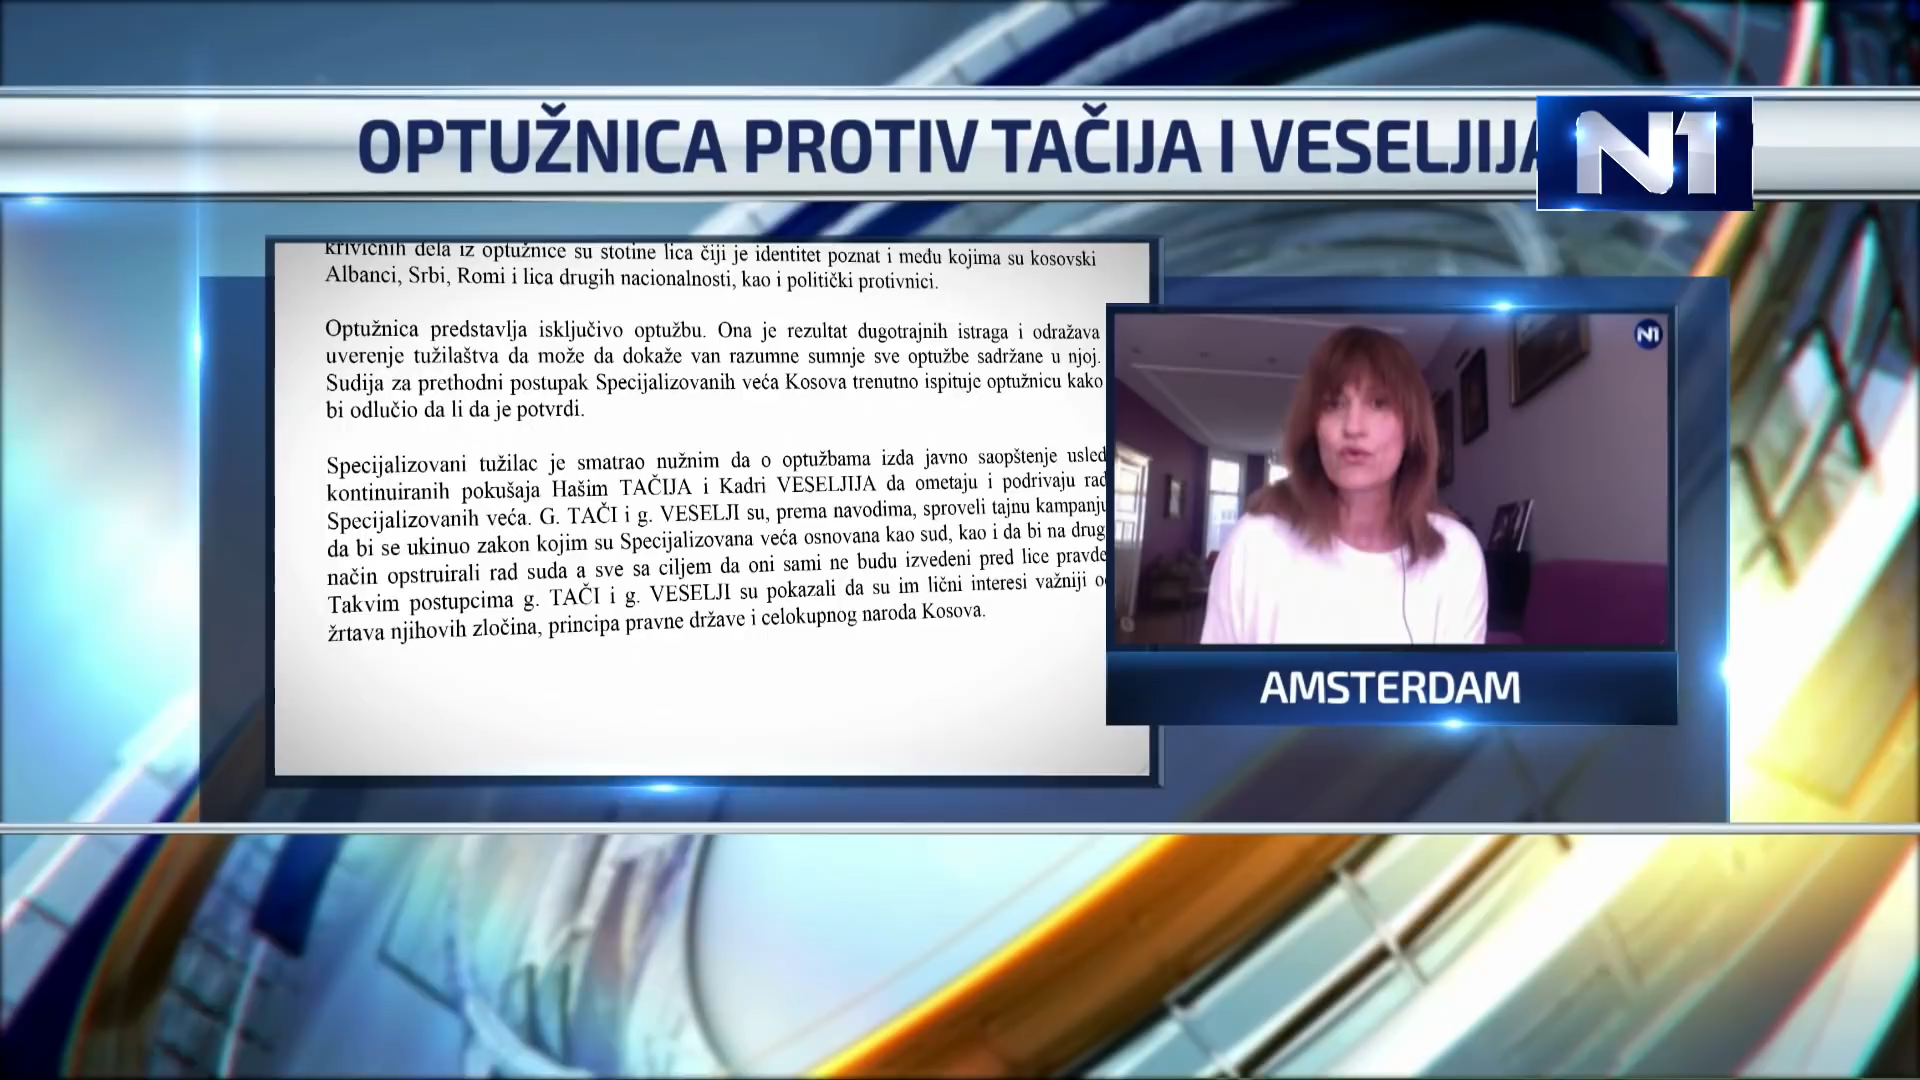 OPTUŽNICA PROTIV TAČIJA I VESELJIJA
N1
krivičnih dela iz optužnice su stotine lica čiji je identitet poznat i među kojima su kosovski
Albanci, Srbi, Romi i lica drugih nacionalnosti, kao i politički protivnici.
Optužnica predstavlja isključivo optužbu. Ona je rezultat dugotrajnih istraga i odražava
uverenje tužilaštva da može da dokaže van razumne sumnje sve optužbe sadržane u njoj.
Sudija za prethodni postupak Specijalizovanih veća Kosova trenutno ispituje optužnicu kako
bi odlučio da li da je potvrdi.
Specijalizovani tužilac je smatrao nužnim da o optužbama izda javno saopštenje usled
kontinuiranih pokušaja Hašim TAČIJA i Kadri VESELJIJA da ometaju i podrivaju rad
Specijalizovanih veća. G. TAČI i g. VESELJI su, prema navodima, sproveli tajnu kampanju
da bi se ukinuo zakon kojim su Specijalizovana veća osnovana kao sud, kao i da bi na drug
način opstruirali rad suda a sve sa ciljem da oni sami ne budu izvedeni pred lice pravde
Takvim postupcima g. TAČI i g. VESELJI su pokazali da su im lični interesi važniji o
žrtava njihovih zločina, principa pravne države i celokupnog naroda Kosova.
N1
AMSTERDAM